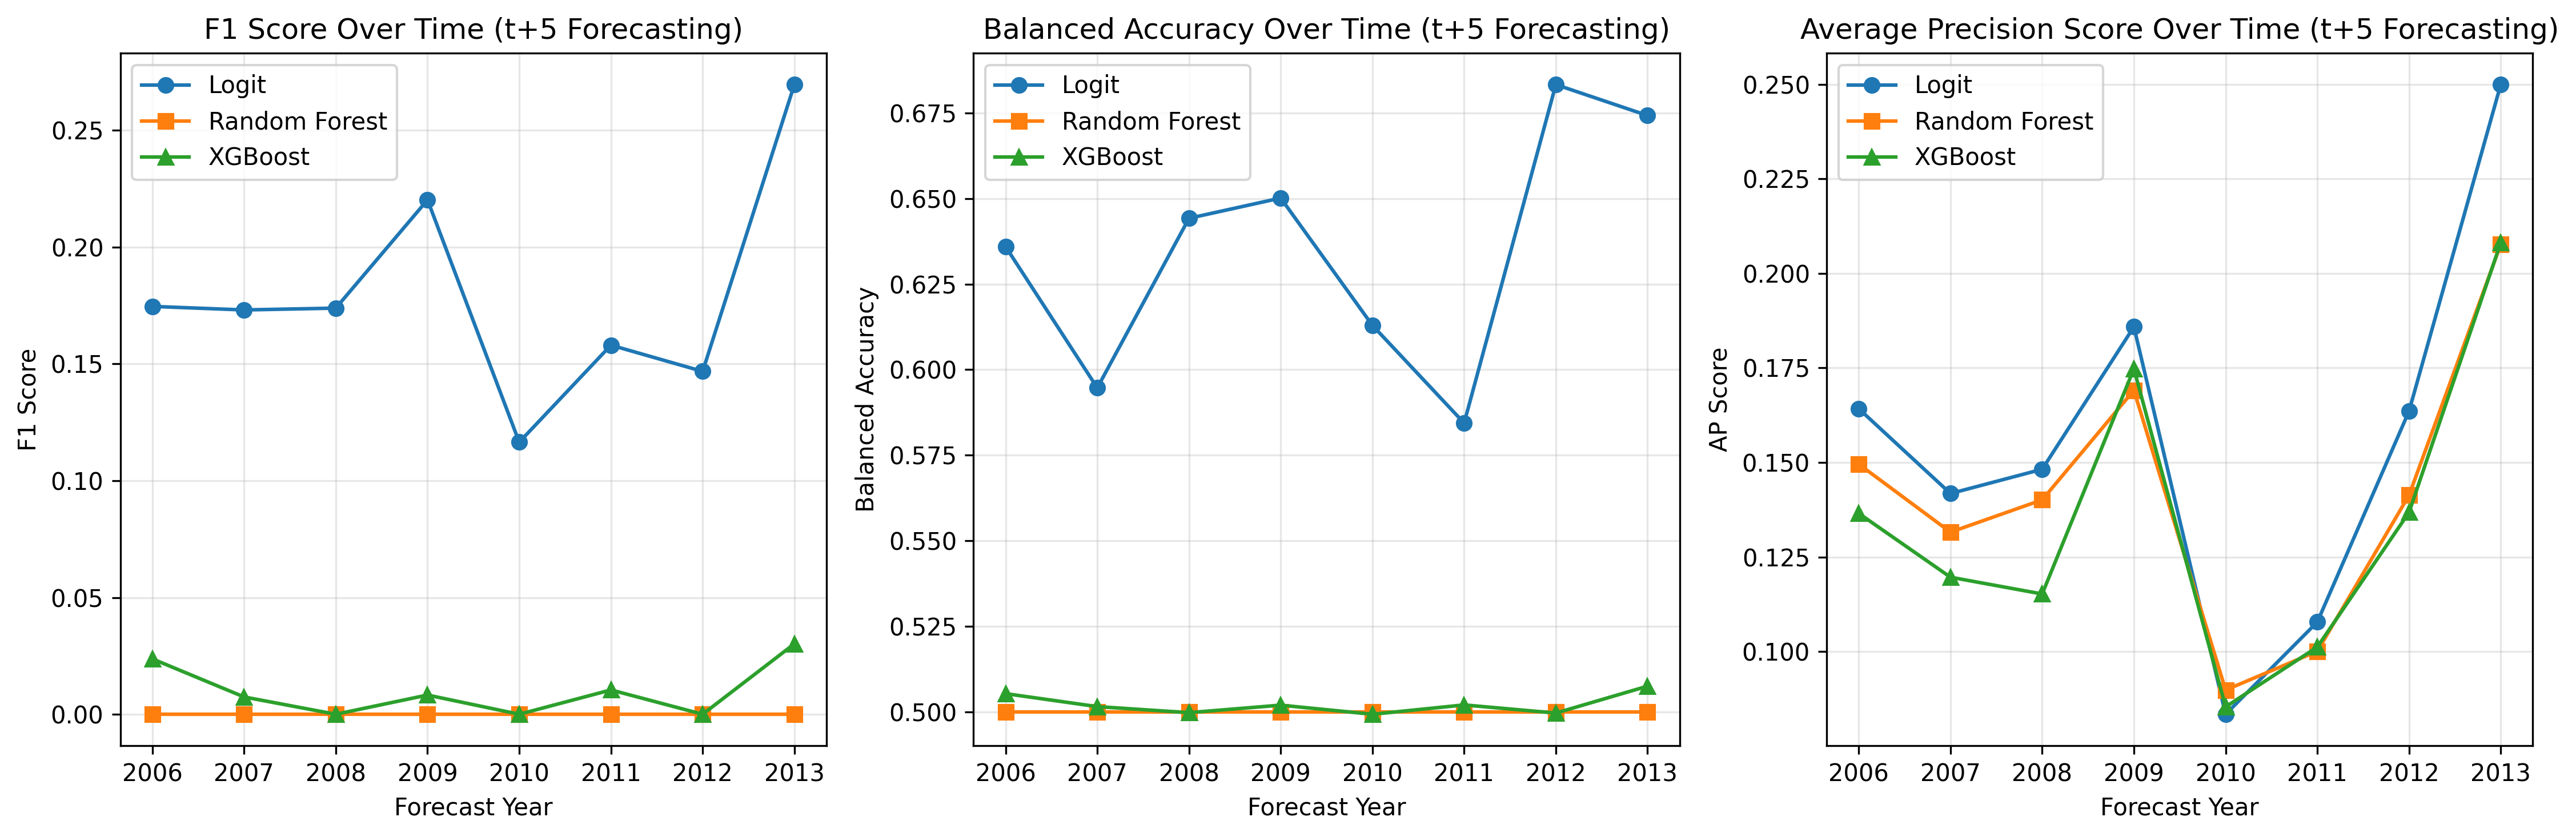 F1 Score Over Time (t+5 Forecasting)
Logit
Random Forest
XGBoost
F1 Score
0.25
0.20
0.15
0.10
0.05
0.00
2006 2007 2008 2009 2010 2011 2012 2013
Forecast Year
Balanced Accuracy Over Time (t+5 Forecasting)
Logit
Random Forest
XGBoost
Balanced Accuracy
0.675
0.650
0.625
0.600
0.575
0.550
0.525
0.500
2006 2007 2008 2009 2010 2011 2012 2013
Forecast Year
Average Precision Score Over Time (t+5 Forecasting)
Logit
Random Forest
XGBoost
AP Score
0.250
0.225
0.200
0.175
0.150
0.125
0.100
2006 2007 2008 2009 2010 2011 2012 2013
Forecast Year